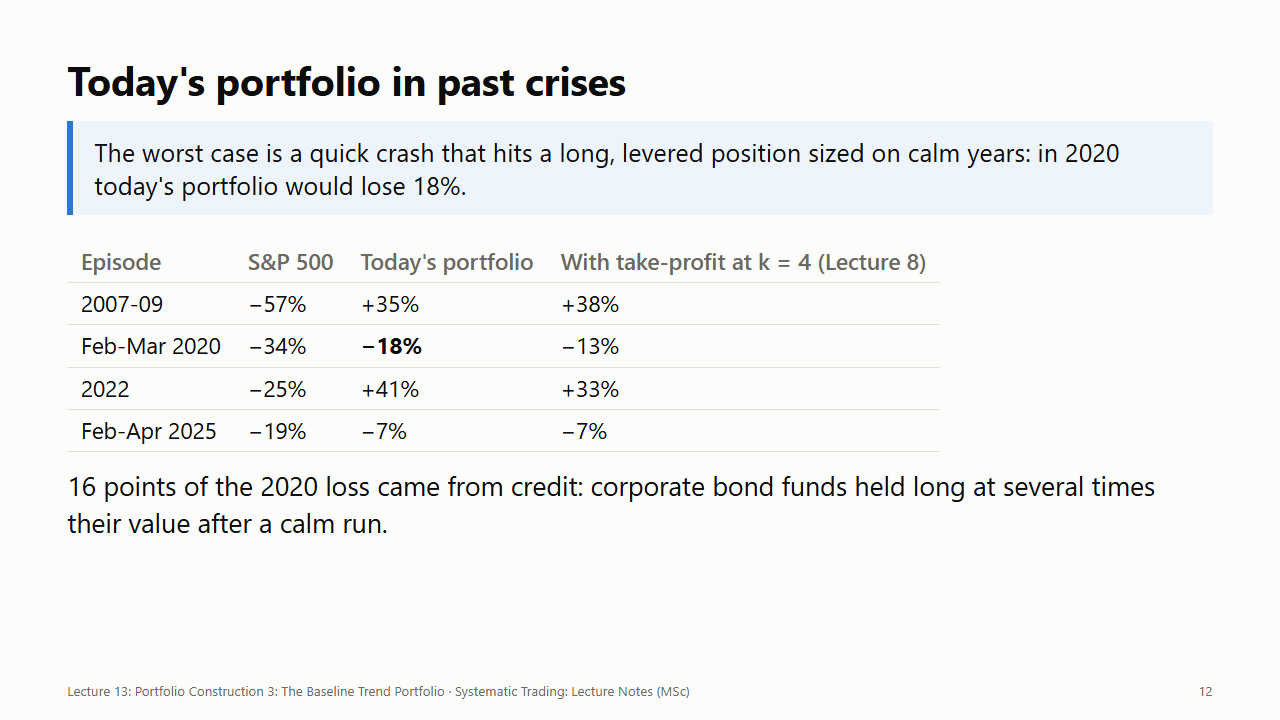 Today's portfolio in past crises
The worst case is a quick crash that hits a long, levered position sized on calm years: in 2020
today's portfolio would lose 18%.
Episode S&P 500 Today's portfolio With take-profit at k = 4 (Lecture 8)
2007-09 −57% +35% +38%
Feb-Mar 2020 −34% −18% −13%
2022 −25% +41% +33%
Feb-Apr 2025 −19% −7% −7%
16 points of the 2020 loss came from credit: corporate bond funds held long at several times
their value after a calm run.
Lecture 13: Portfolio Construction 3: The Baseline Trend Portfolio · Systematic Trading: Lecture Notes (MSc) 12